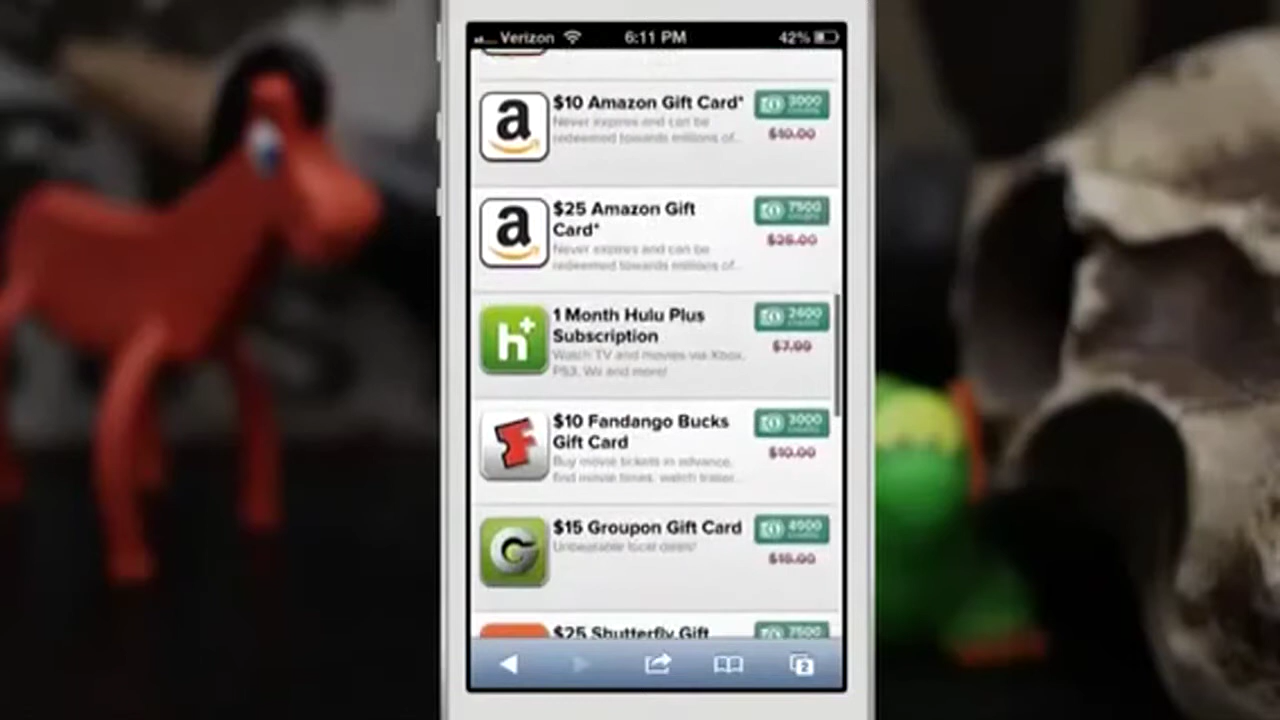 Verizon 6:11 PM 42%
$10 Amazon Gift Card*
3000
Never expires and can be
redeemed towards millions of...
$10.00
$25 Amazon Gift
Card*
7500
Never expires and can be
redeemed towards millions of...
$25.00
1 Month Hulu Plus
Subscription
2400
Watch TV and movies via Xbox,
PS3, Wii and more!
$7.99
$10 Fandango Bucks
Gift Card
3000
Buy movie tickets in advance,
find movie times, watch trailer...
$10.00
$15 Groupon Gift Card
4500
Unbeatable local deals!
$15.00
$25 Shutterfly Gift
7500
2